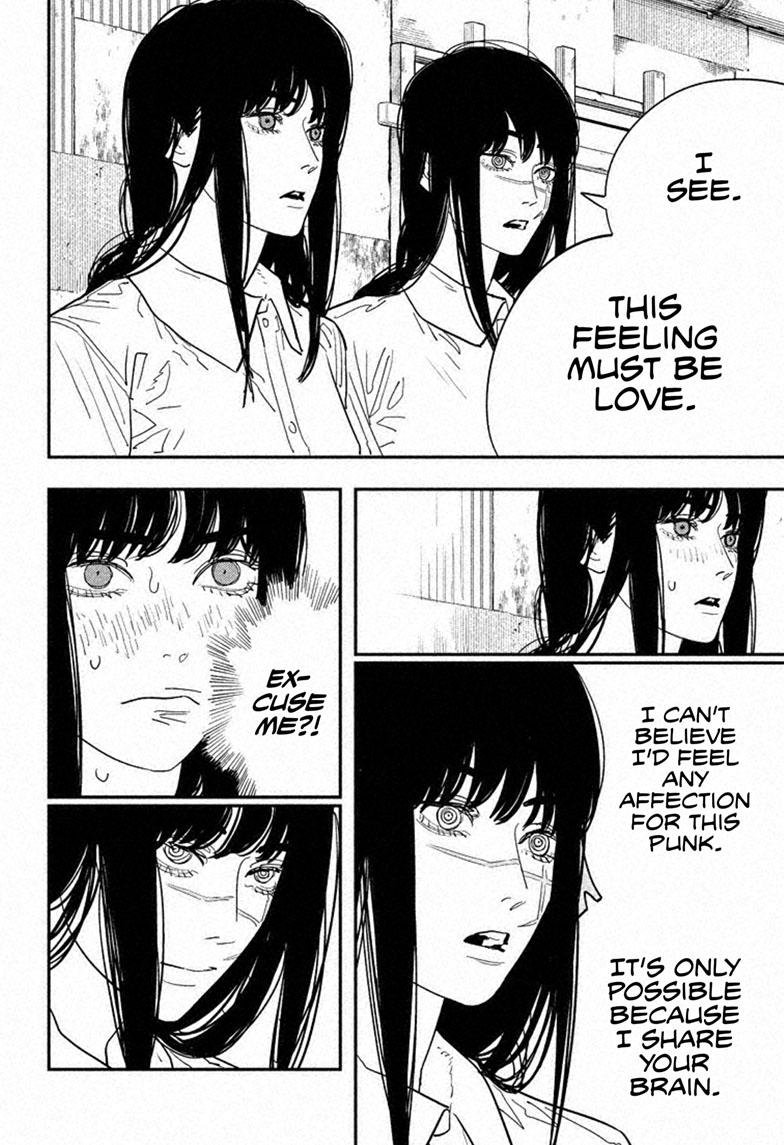 I
SEE.
THIS
FEELING
MUST BE
LOVE.
I CAN'T
BELIEVE
I'D FEEL
ANY
AFFECTION
FOR THIS
PUNK.
IT'S ONLY
POSSIBLE
BECAUSE
I SHARE
YOUR
BRAIN.
EX-
CUSE
ME?!